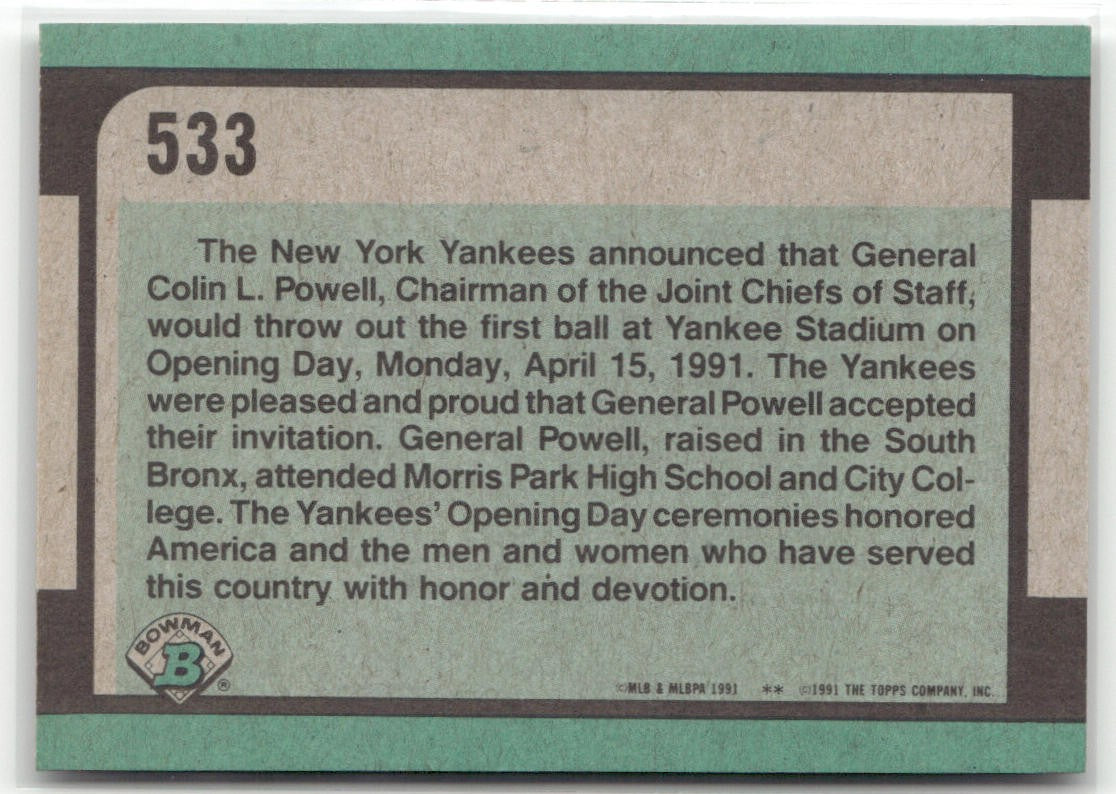 533
The New York Yankees announced that General
Colin L. Powell, Chairman of the Joint Chiefs of Staff,
would throw out the first ball at Yankee Stadium on
Opening Day, Monday, April 15, 1991. The Yankees
were pleased and proud that General Powell accepted
their invitation. General Powell, raised in the South
Bronx, attended Morris Park High School and City Col-
lege. The Yankees' Opening Day ceremonies honored
America and the men and women who have served
this country with honor and devotion.
BOWMAN
B
®
©MLB & MLBPA 1991 ** ©1991 THE TOPPS COMPANY, INC.